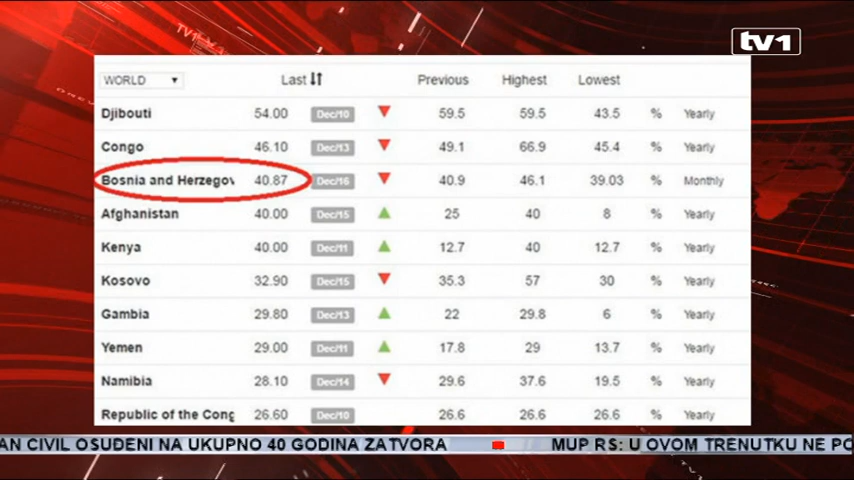 tv1
WORLD Last Previous Highest Lowest
Djibouti 54.00 Dec/10 59.5 59.5 43.5 % Yearly
Congo 46.10 Dec/13 49.1 66.9 45.4 % Yearly
Bosnia and Herzegov 40.87 Dec/16 40.9 46.1 39.03 % Monthly
Afghanistan 40.00 Dec/15 25 40 8 % Yearly
Kenya 40.00 Dec/11 12.7 40 12.7 % Yearly
Kosovo 32.90 Dec/15 35.3 57 30 % Yearly
Gambia 29.80 Dec/13 22 29.8 6 % Yearly
Yemen 29.00 Dec/11 17.8 29 13.7 % Yearly
Namibia 28.10 Dec/14 29.6 37.6 19.5 % Yearly
Republic of the Cong 26.60 Dec/10 26.6 26.6 26.6 % Yearly
AN CIVIL OSUĐENI NA UKUPNO 40 GODINA ZATVORA MUP RS: U OVOM TRENUTKU NE PO